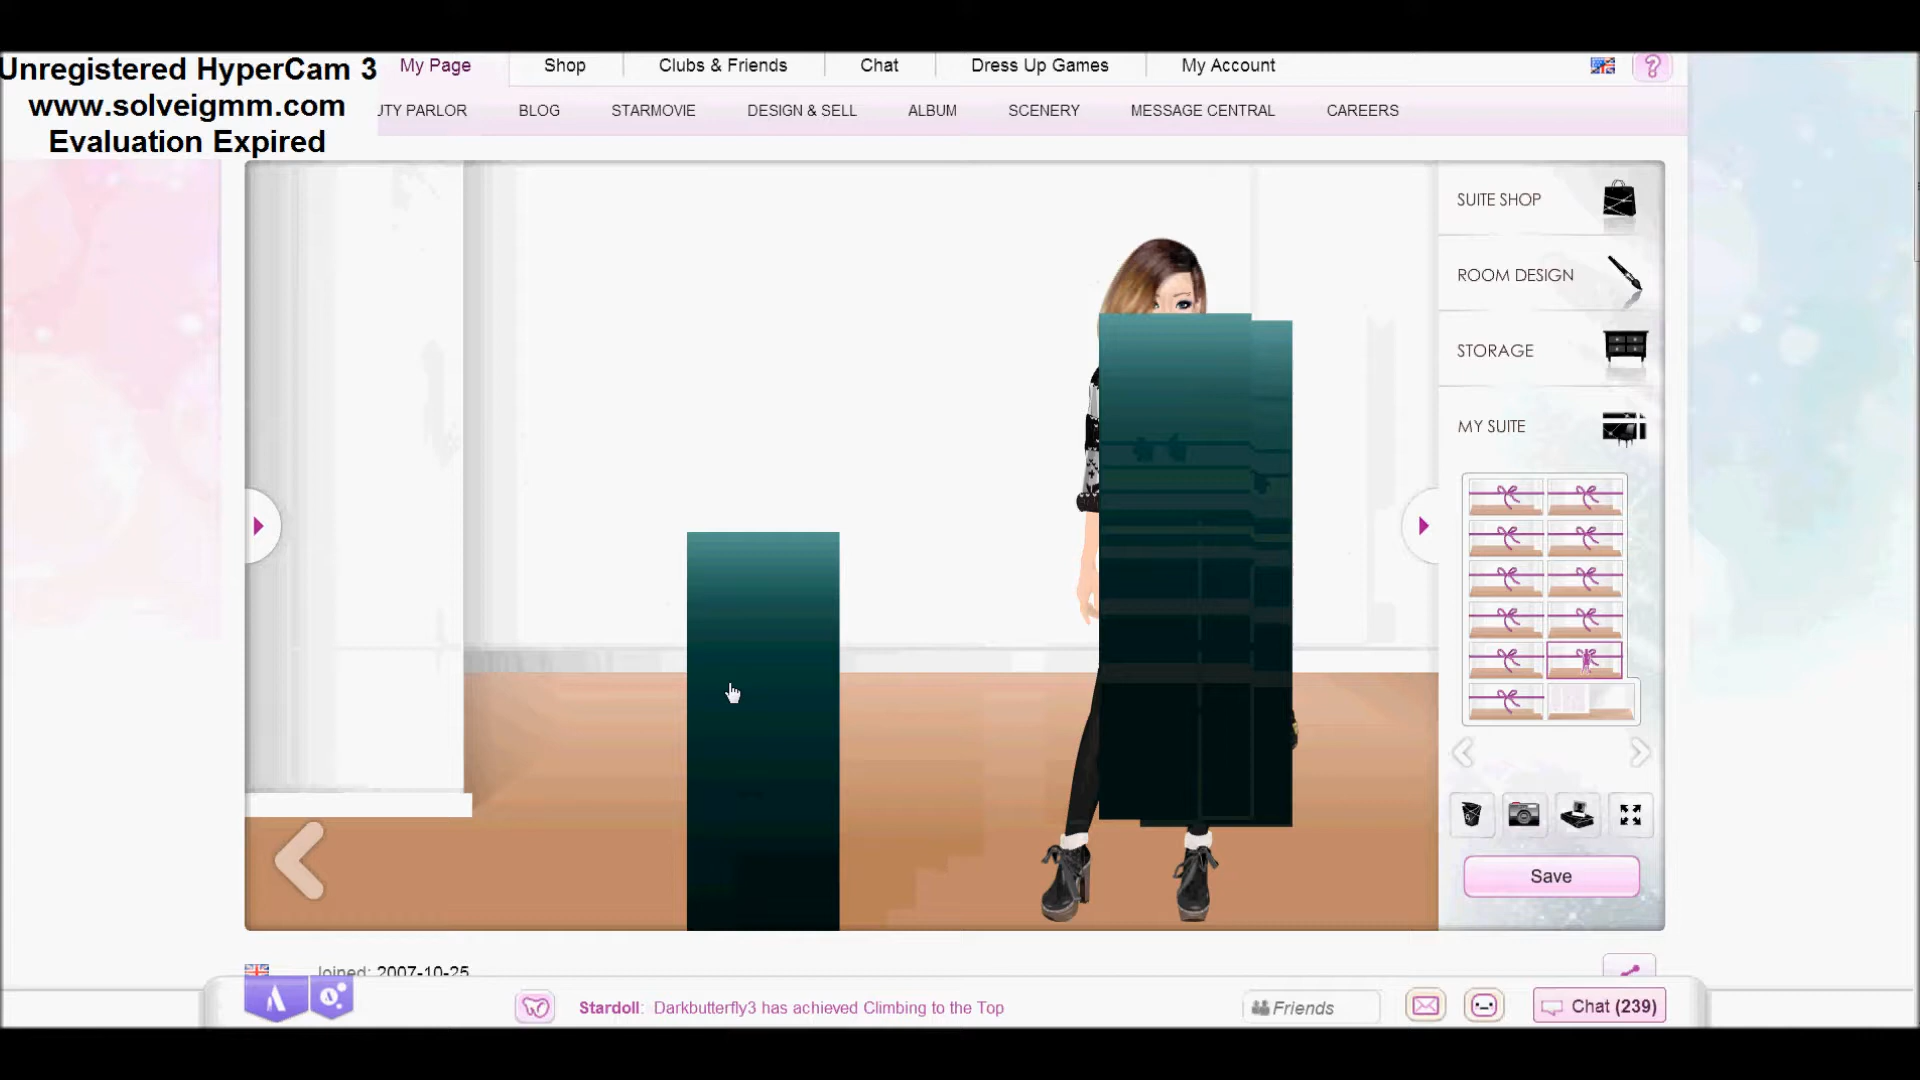 Unregistered HyperCam 3
www.solveigmm.com
Evaluation Expired
My Page
Shop
Clubs & Friends
Chat
Dress Up Games
My Account
?
UTY PARLOR
BLOG
STARMOVIE
DESIGN & SELL
ALBUM
SCENERY
MESSAGE CENTRAL
CAREERS
SUITE SHOP
ROOM DESIGN
STORAGE
MY SUITE
Save
Joined: 2007-10-25
Stardoll: Darkbutterfly3 has achieved Climbing to the Top
Friends
Chat (239)